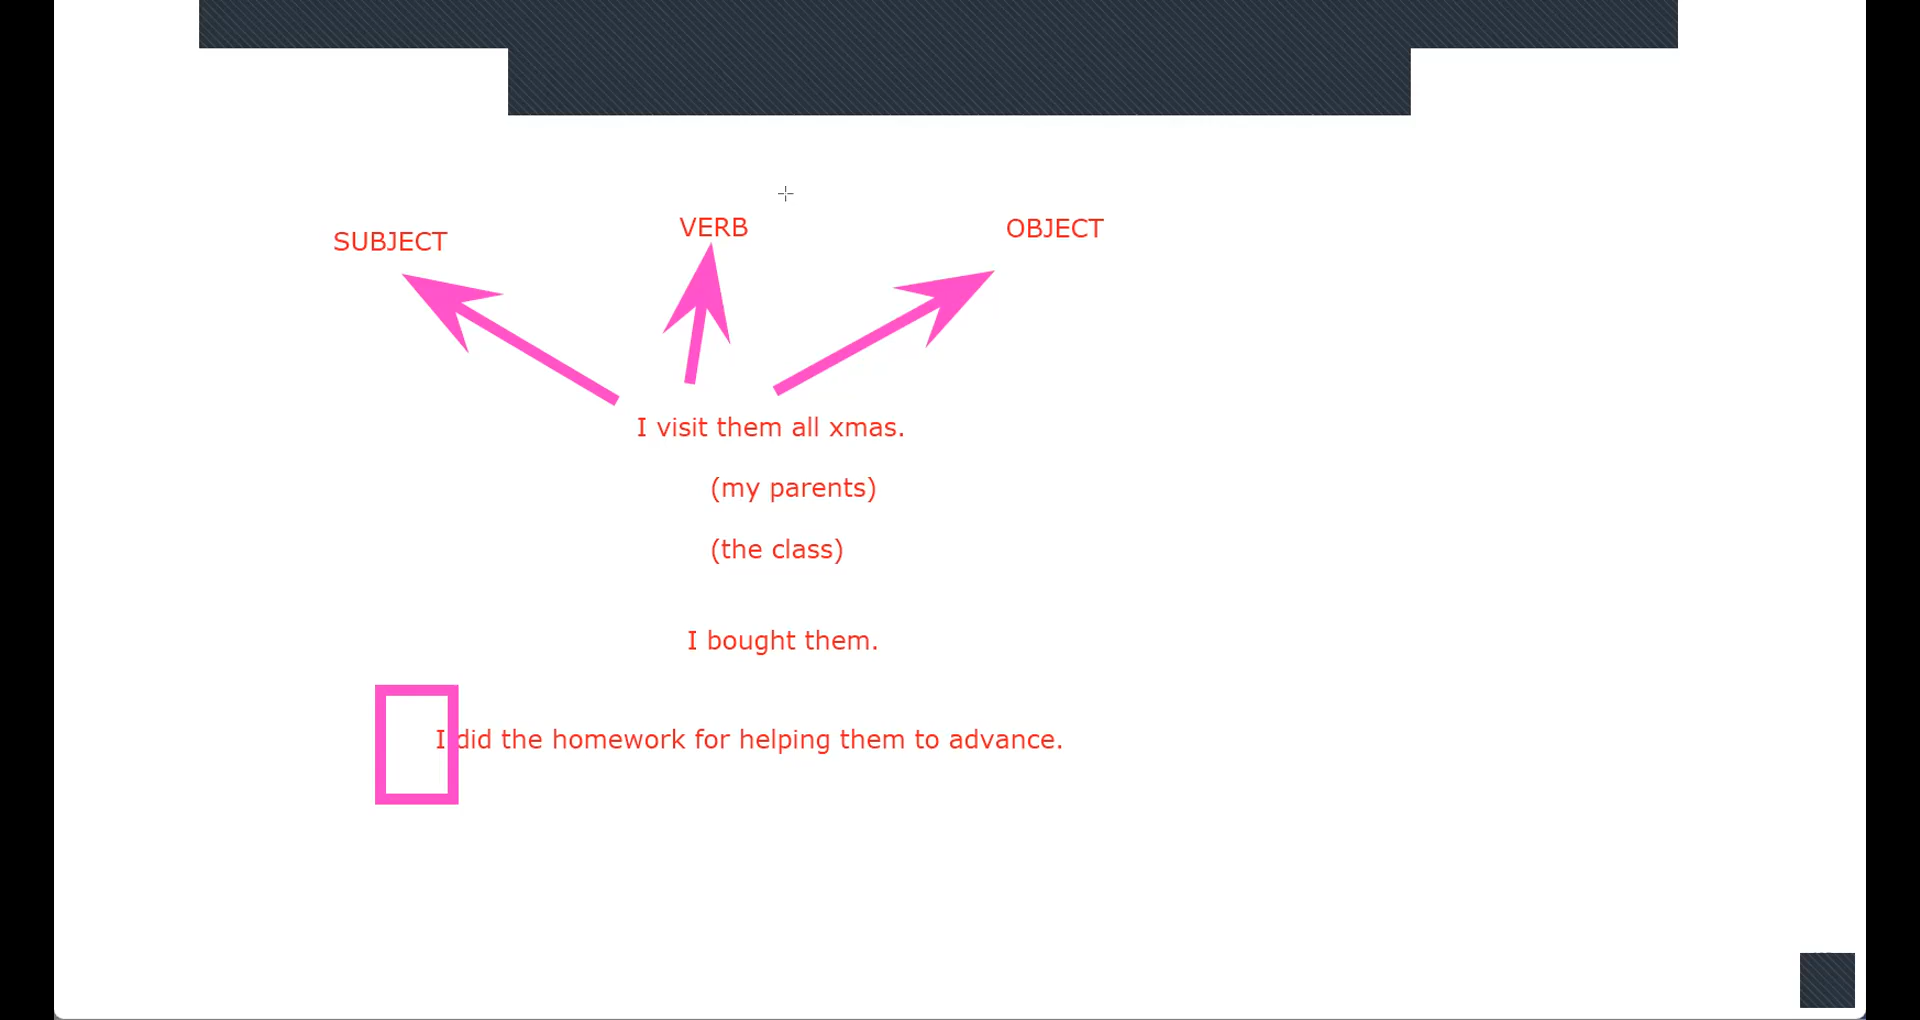 SUBJECT
VERB
OBJECT
I visit them all xmas.
(my parents)
(the class)
I bought them.
I did the homework for helping them to advance.